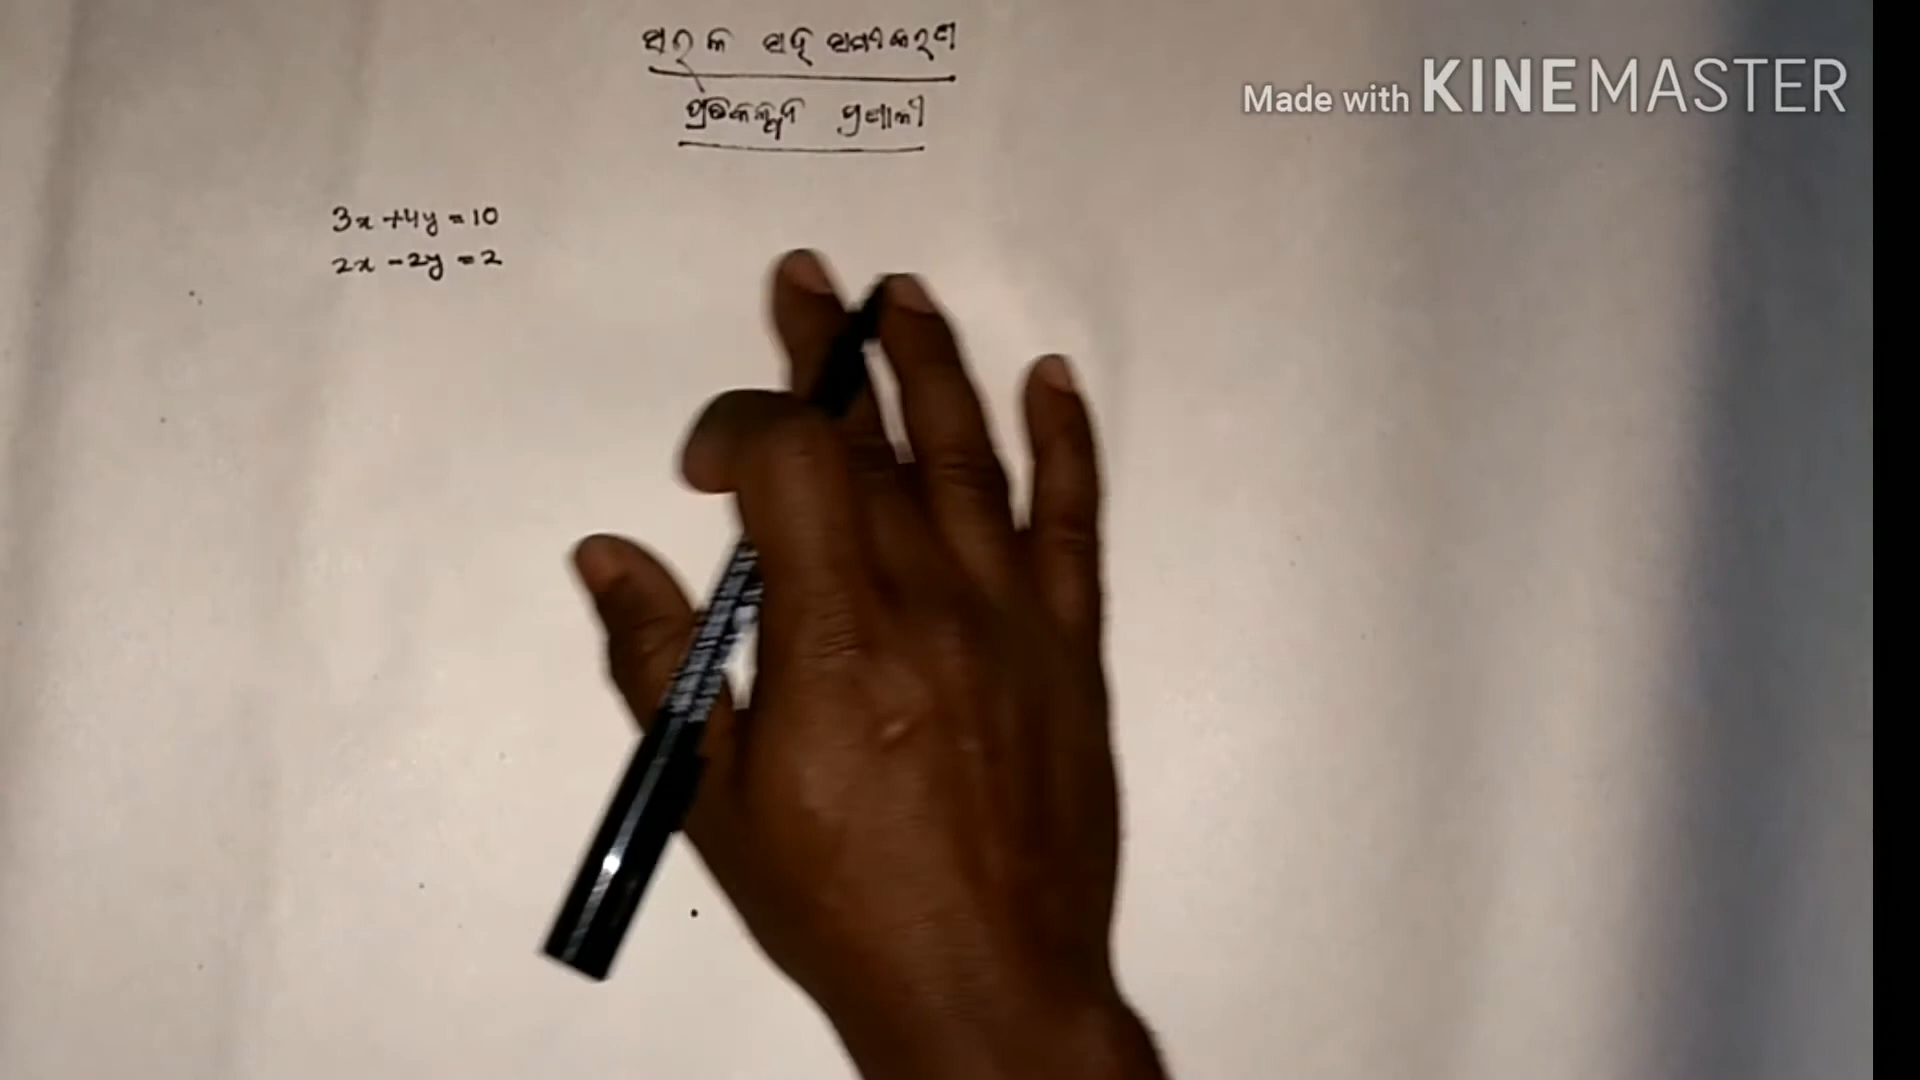 ସରଳ ସହ ସମୀକରଣ
Made with KINEMASTER
ପ୍ରତିକଳ୍ପନ ପ୍ରଣାଳୀ
3x +4y = 10
2x - 2y = 2